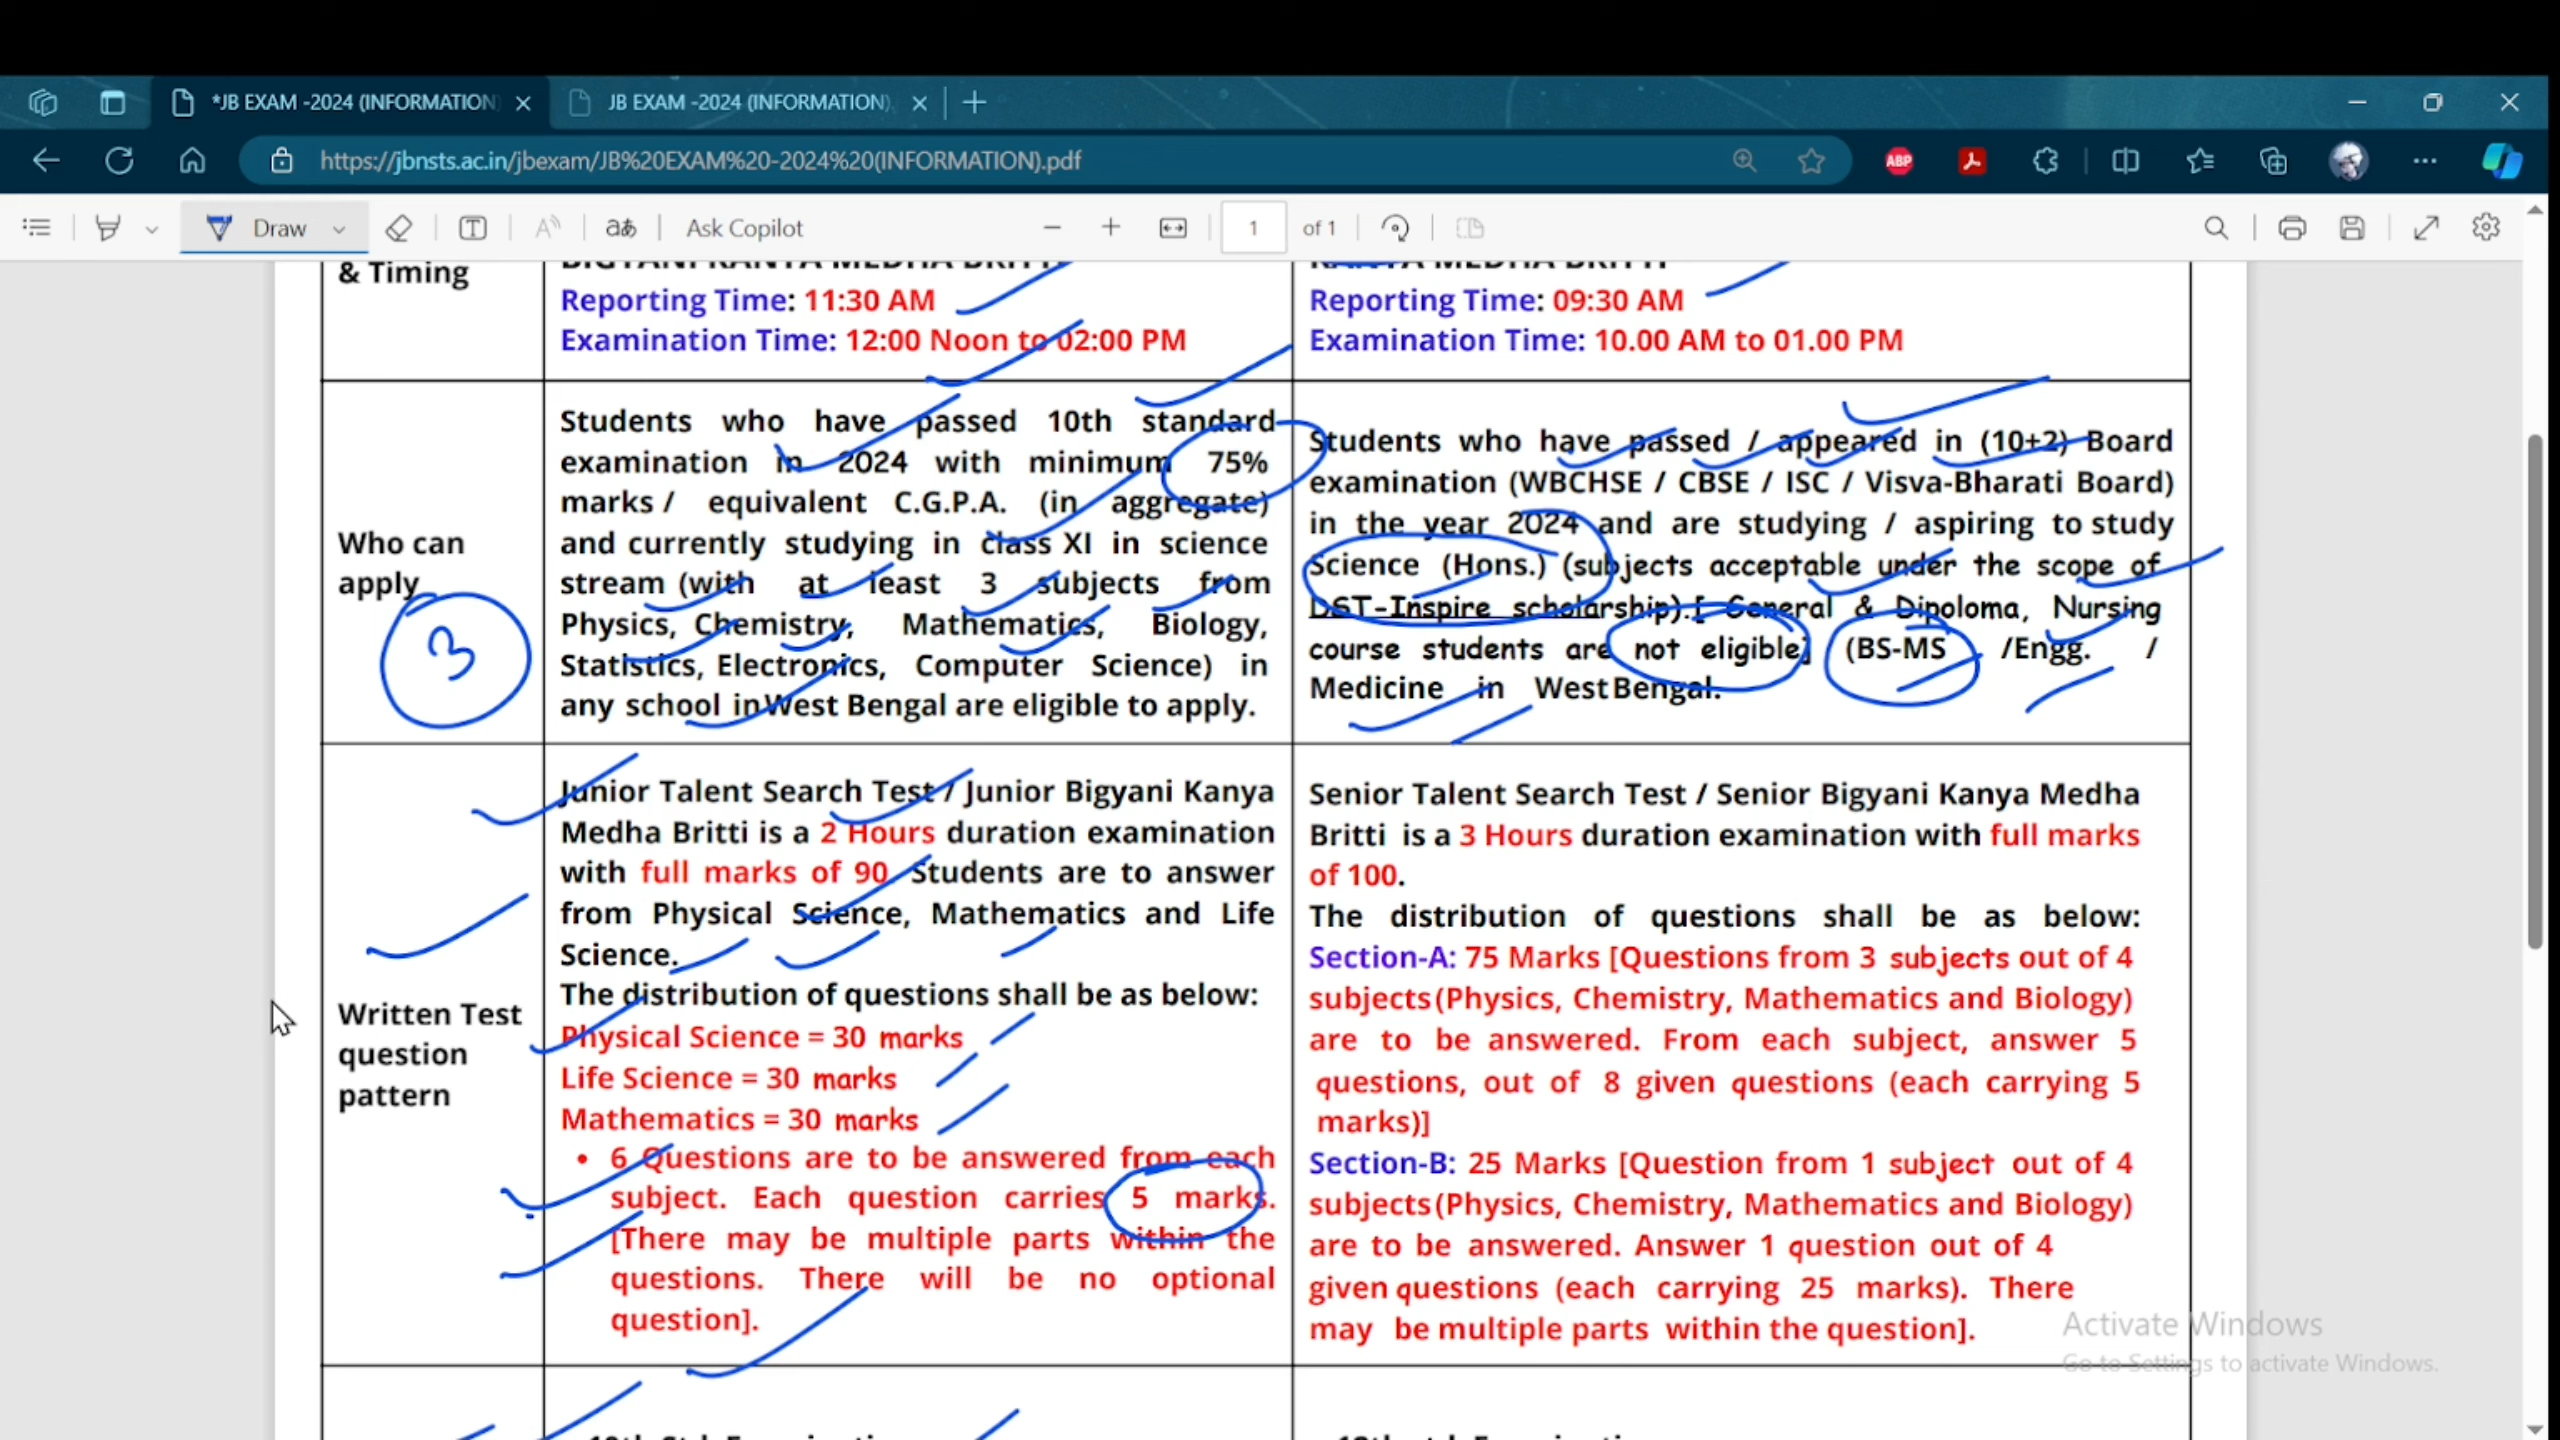 *JB EXAM -2024 (INFORMATION)
JB EXAM -2024 (INFORMATION).
https://jbnsts.ac.in/jbexam/JB%20EXAM%20-2024%20(INFORMATION).pdf
ABP
Draw
Ask Copilot
1 of 1
& Timing
BIGYANI KANYA MEDHA BRITTI
Reporting Time: 11:30 AM
Examination Time: 12:00 Noon to 02:00 PM
KANYA MEDHA BRITTI
Reporting Time: 09:30 AM
Examination Time: 10.00 AM to 01.00 PM
Who can
apply
3
Students who have passed 10th standard
examination in 2024 with minimum 75%
marks / equivalent C.G.P.A. (in aggregate)
and currently studying in class XI in science
stream (with at least 3 subjects from
Physics, Chemistry, Mathematics, Biology,
Statistics, Electronics, Computer Science) in
any school in West Bengal are eligible to apply.
Students who have passed / appeared in (10+2) Board
examination (WBCHSE / CBSE / ISC / Visva-Bharati Board)
in the year 2024 and are studying / aspiring to study
Science (Hons.) (subjects acceptable under the scope of
DST-Inspire scholarship).[ General & Dipoloma, Nursing
course students are not eligible] (BS-MS /Engg. /
Medicine in West Bengal.
Written Test
question
pattern
Junior Talent Search Test / Junior Bigyani Kanya
Medha Britti is a 2 Hours duration examination
with full marks of 90. Students are to answer
from Physical Science, Mathematics and Life
Science.
The distribution of questions shall be as below:
Physical Science = 30 marks
Life Science = 30 marks
Mathematics = 30 marks
• 6 Questions are to be answered from each
subject. Each question carries 5 marks.
[There may be multiple parts within the
questions. There will be no optional
question].
Senior Talent Search Test / Senior Bigyani Kanya Medha
Britti is a 3 Hours duration examination with full marks
of 100.
The distribution of questions shall be as below:
Section-A: 75 Marks [Questions from 3 subjects out of 4
subjects (Physics, Chemistry, Mathematics and Biology)
are to be answered. From each subject, answer 5
questions, out of 8 given questions (each carrying 5
marks)]
Section-B: 25 Marks [Question from 1 subject out of 4
subjects (Physics, Chemistry, Mathematics and Biology)
are to be answered. Answer 1 question out of 4
given questions (each carrying 25 marks). There
may be multiple parts within the question].
Activate Windows
Go to Settings to activate Windows.